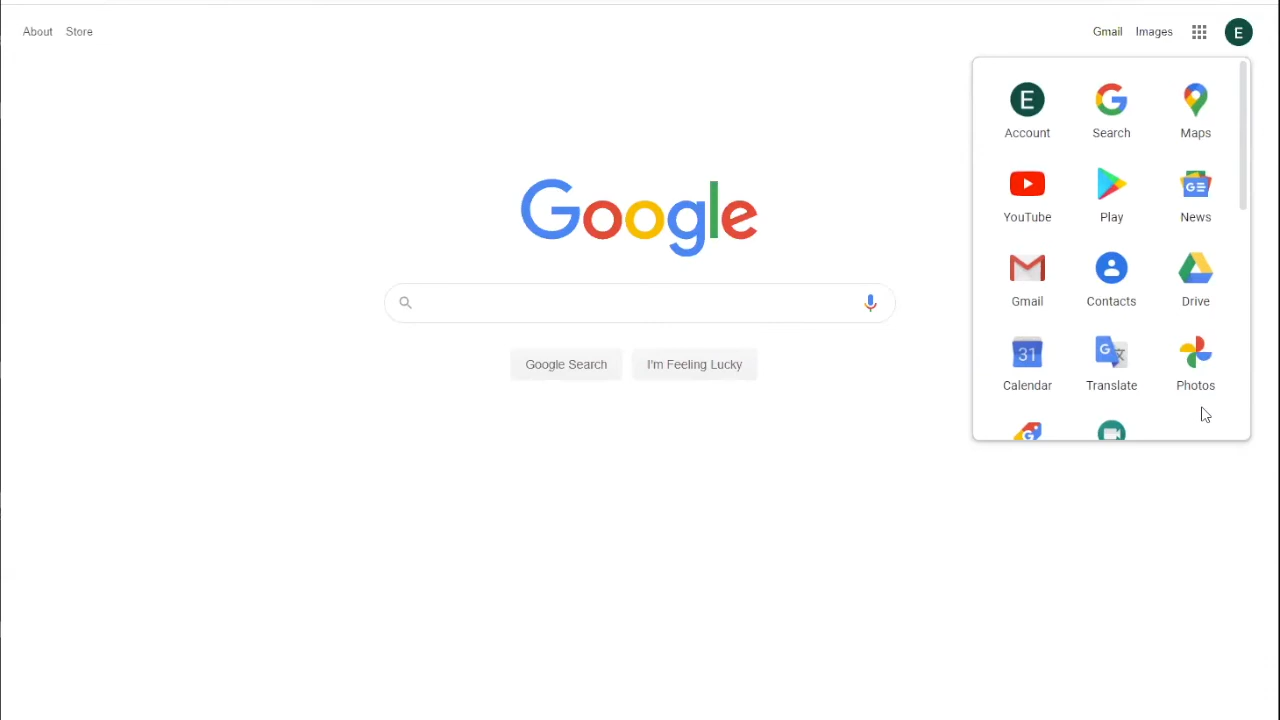 About Store
Gmail Images E
E
Account Search Maps
YouTube Play News
Gmail Contacts Drive
31
Calendar Translate Photos
Google
Google Search I'm Feeling Lucky